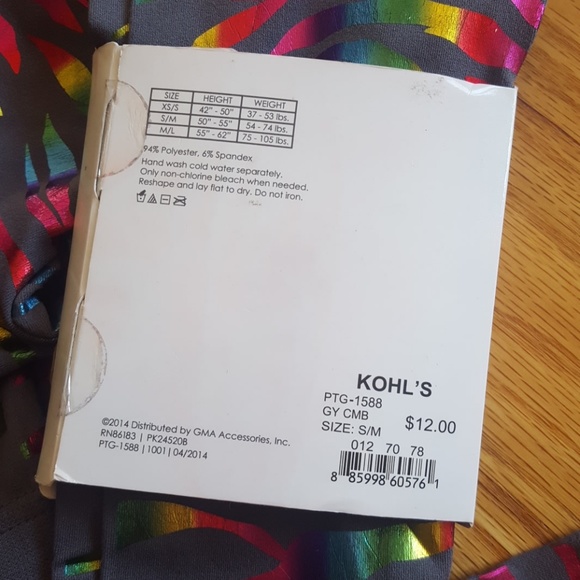 SIZE HEIGHT WEIGHT
XS/S 42" - 50" 37 - 53 lbs.
S/M 50" - 55" 54 - 74 lbs.
M/L 55" - 62" 75 - 105 lbs.
94% Polyester, 6% Spandex
Hand wash cold water separately.
Only non-chlorine bleach when needed.
Reshape and lay flat to dry. Do not iron.
KOHL'S
PTG-1588
GY CMB $12.00
SIZE: S/M
012 70 78
8 85998 60576 1
©2014 Distributed by GMA Accessories, Inc.
RN86183 | PK24520B
PTG-1588 | 1001 | 04/2014